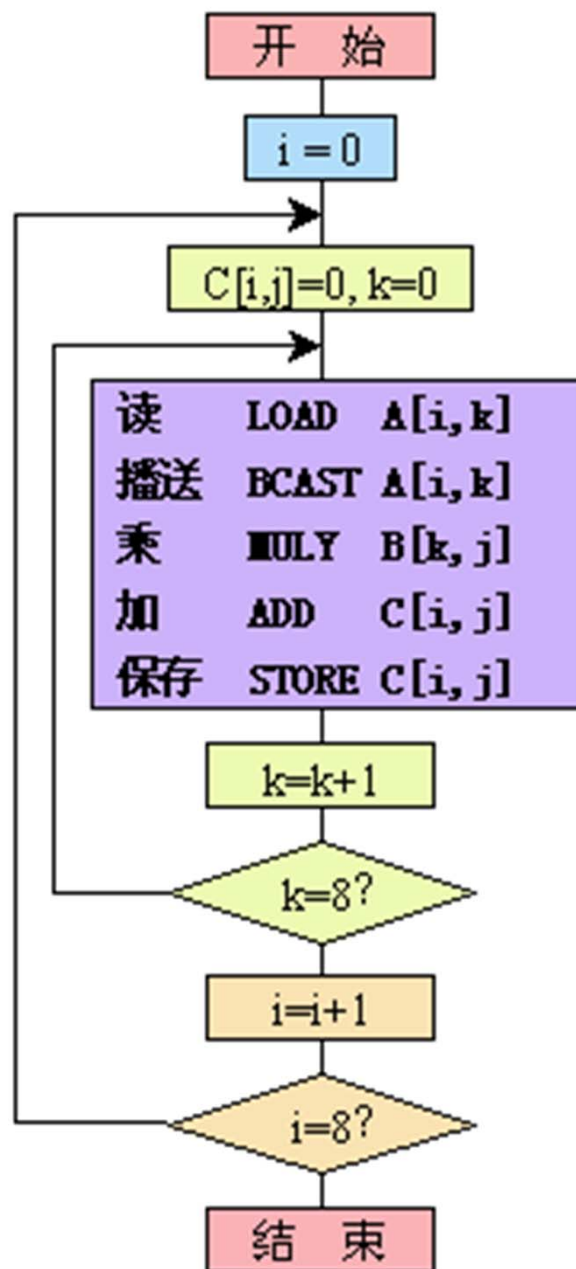 开 始
i = 0
C[i,j]=0, k=0
读 LOAD A[i,k]
播送 BCAST A[i,k]
乘 MULY B[k,j]
加 ADD C[i,j]
保存 STORE C[i,j]
k=k+1
k=8?
i=i+1
i=8?
结 束